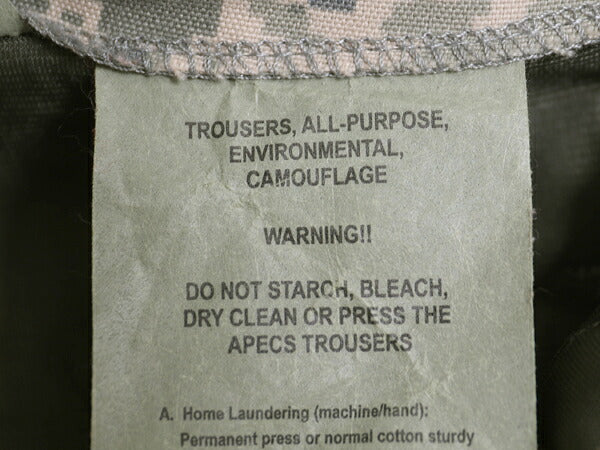 TROUSERS, ALL-PURPOSE,
ENVIRONMENTAL,
CAMOUFLAGE
WARNING!!
DO NOT STARCH, BLEACH,
DRY CLEAN OR PRESS THE
APECS TROUSERS
A. Home Laundering (machine/hand):
Permanent press or normal cotton sturdy